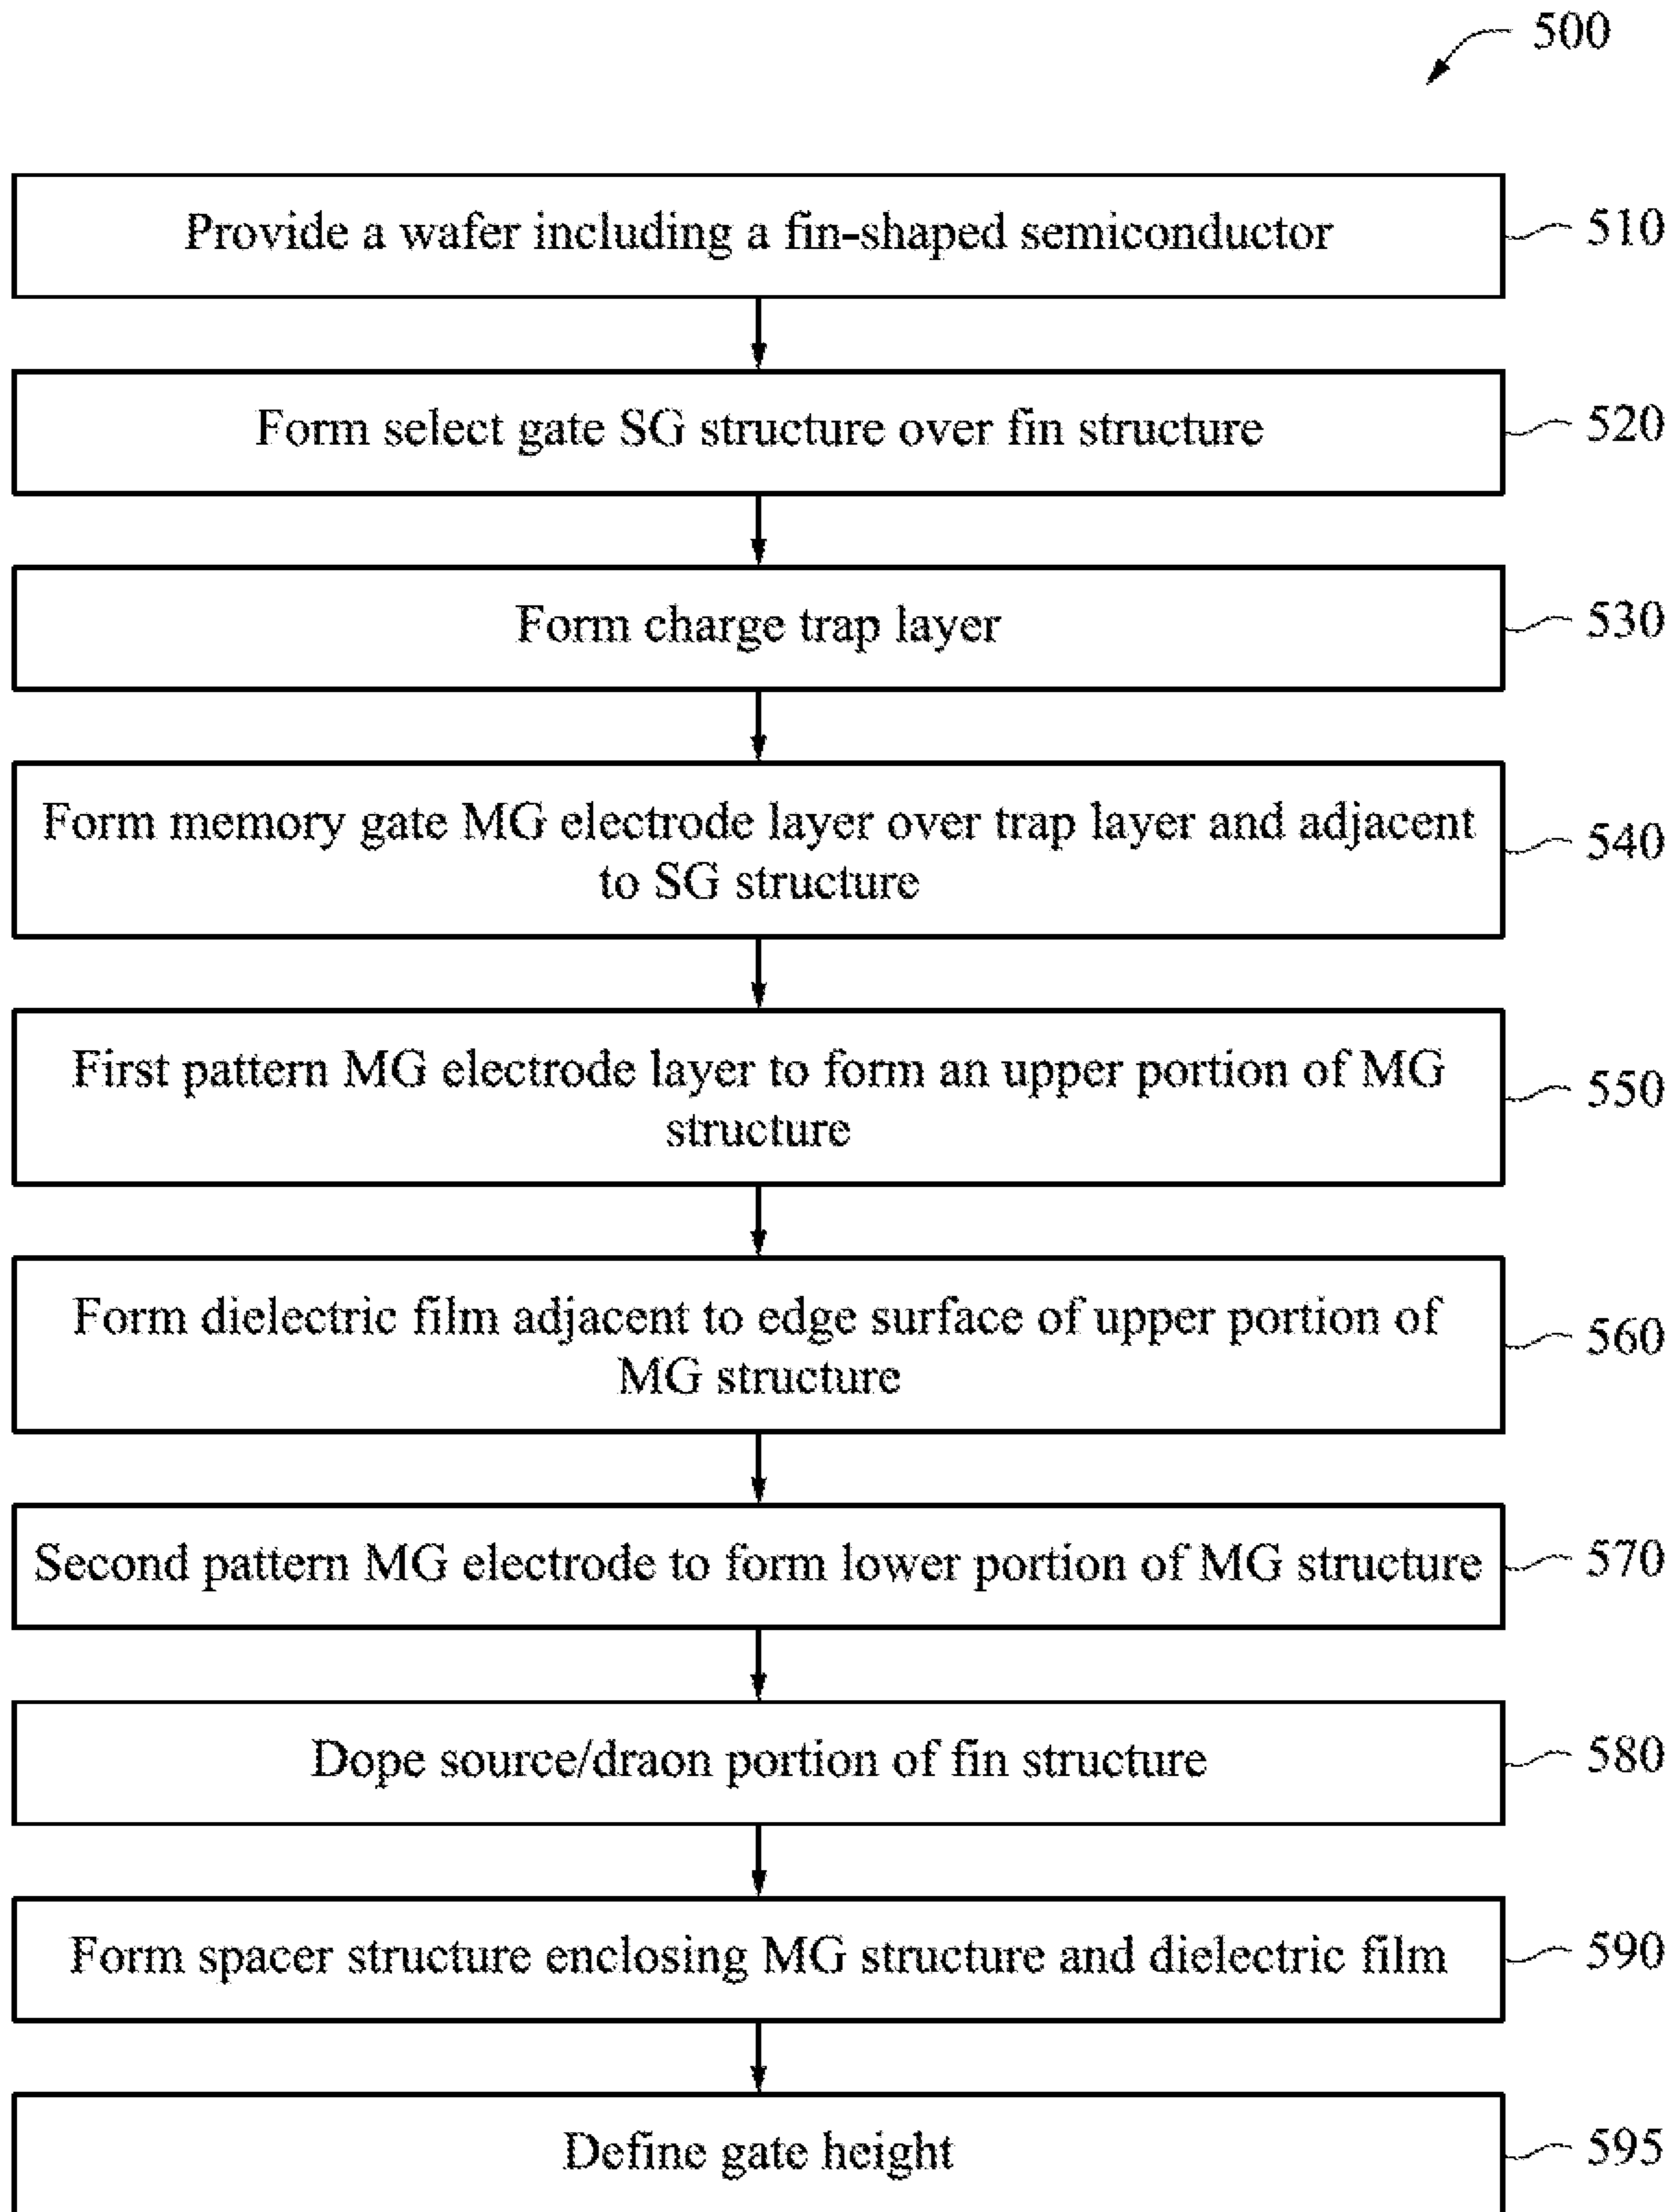 500
Provide a wafer including a fin-shaped semiconductor
510
Form select gate SG structure over fin structure
520
Form charge trap layer
530
Form memory gate MG electrode layer over trap layer and adjacent
to SG structure
540
First pattern MG electrode layer to form an upper portion of MG
structure
550
Form dielectric film adjacent to edge surface of upper portion of
MG structure
560
Second pattern MG electrode to form lower portion of MG structure
570
Dope source/draon portion of fin structure
580
Form spacer structure enclosing MG structure and dielectric film
590
Define gate height
595